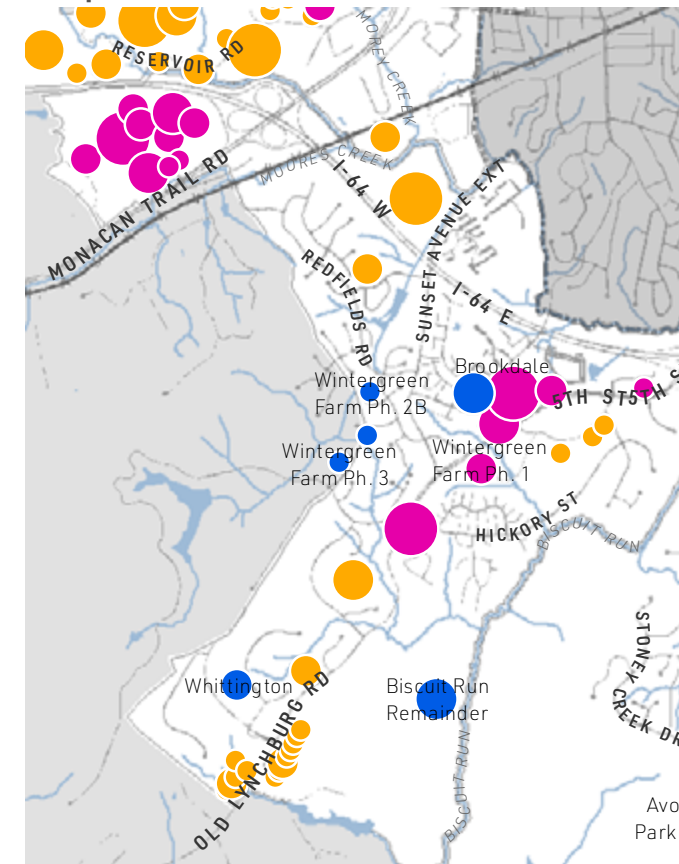 RESERVOIR RD
MOREY CREEK
MOORES CREEK
I-64 W
MONACAN TRAIL RD
SUNSET AVENUE EXT
REDFIELDS RD
I-64 E
Brookdale
Wintergreen
Farm Ph. 2B
5TH ST
5TH S
Wintergreen
Farm Ph. 3
Wintergreen
Farm Ph. 1
HICKORY ST
BISCUIT RUN
STONEY CREEK DR
Whittington
Biscuit Run
Remainder
OLD LYNCHBURG RD
BISCUIT RUN
Avo
Park